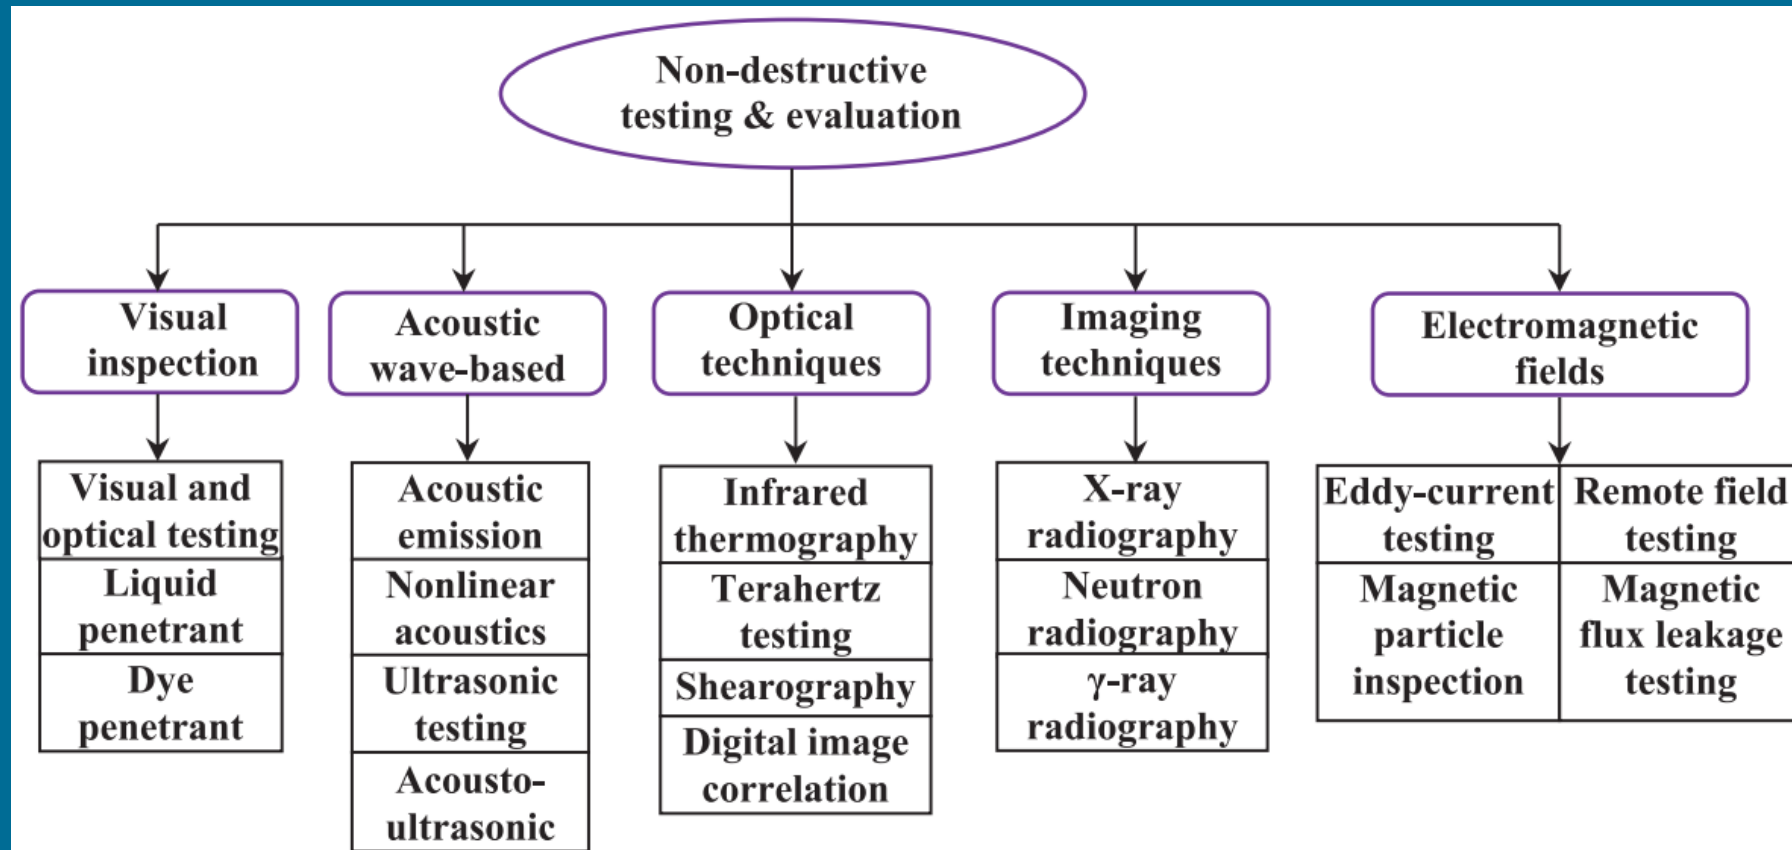 Non-destructive
testing & evaluation
Visual
inspection
Acoustic
wave-based
Optical
techniques
Imaging
techniques
Electromagnetic
fields
Visual and
optical testing
Liquid
penetrant
Dye
penetrant
Acoustic
emission
Nonlinear
acoustics
Ultrasonic
testing
Acousto-
ultrasonic
Infrared
thermography
Terahertz
testing
Shearography
Digital image
correlation
X-ray
radiography
Neutron
radiography
γ-ray
radiography
Eddy-current
testing
Remote field
testing
Magnetic
particle
inspection
Magnetic
flux leakage
testing